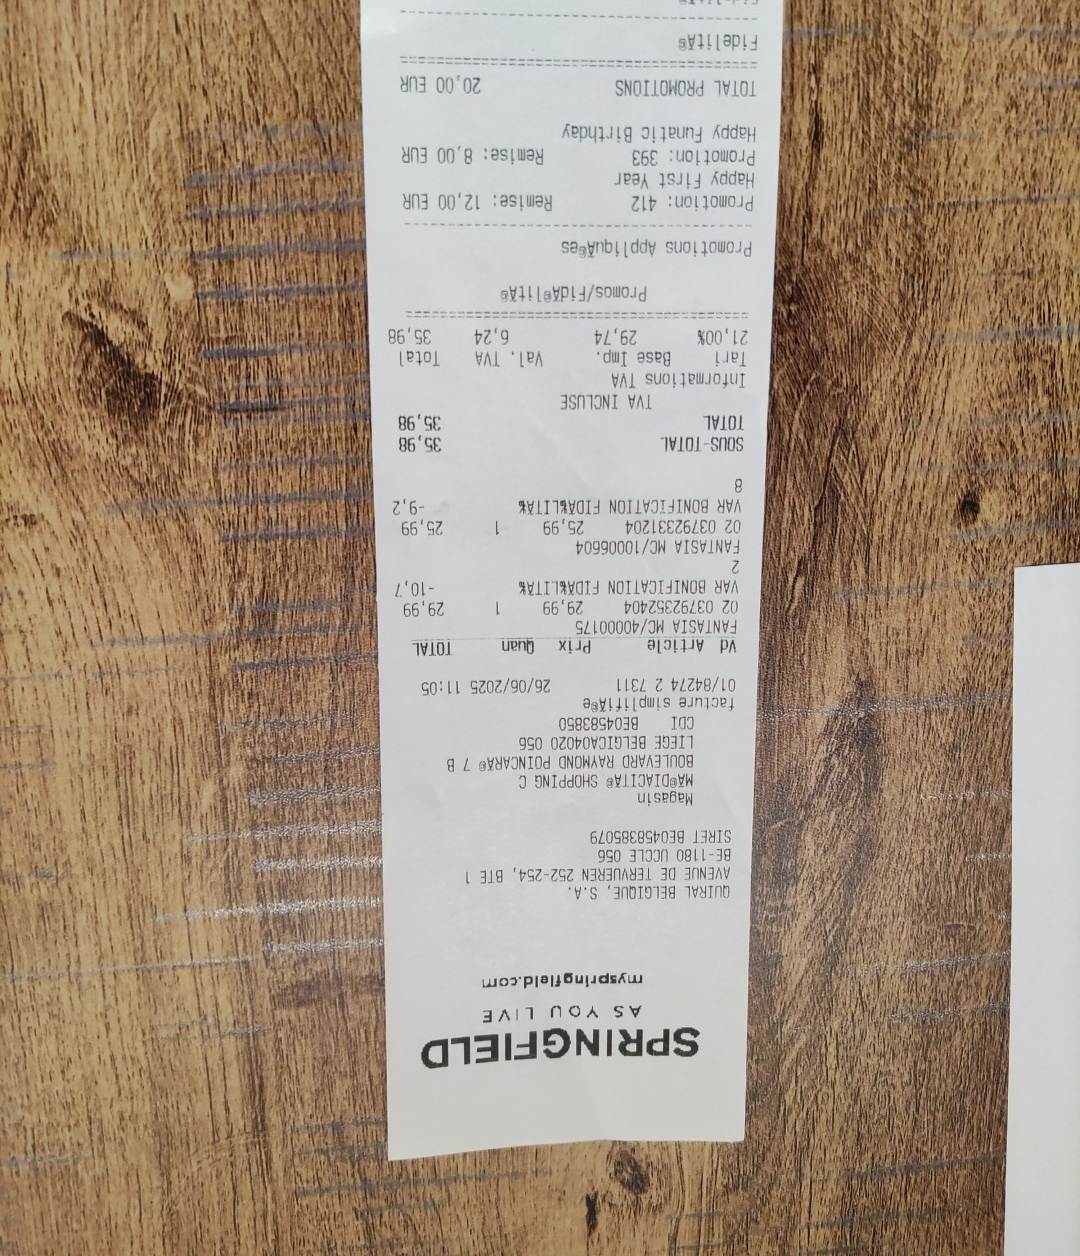 SPRINGFIELD
AS YOU LIVE
myspringfield.com
QUIRAL BELGIQUE, S.A.
AVENUE DE TERVUEREN 252-254, BTE 1
BE-1180 UCCLE 056
SIRET BE0458385079
Magasin
MÃ©DIACITÃ© SHOPPING C
BOULEVARD RAYMOND POINCARÃ© 7 B
LIEGE BELGICA04020 056
CDI BE04583850
facture simplifiÃ©e
01/84274 2 7311 26/06/2025 11:05
Vd Article Prix Quan TOTAL
FANTASIA MC/40000175
02 03792352404 29,99 1 29,99
VAR BONIFICATION FIDÃ‰LITÃ‰ -10,7
2
FANTASIA MC/10006604
02 03792331204 25,99 1 25,99
VAR BONIFICATION FIDÃ‰LITÃ‰ -9,2
8
SOUS-TOTAL 35,98
TOTAL 35,98
TVA INCLUSE
Informations TVA
Tari Base Imp. Val. TVA Total
21,00% 29,74 6,24 35,98
Promos/FidÃ©litÃ©
Promotions AppliquÃ©es
Promotion: 412 Remise: 12,00 EUR
Happy First Year
Promotion: 393 Remise: 8,00 EUR
Happy Funatic Birthday
TOTAL PROMOTIONS 20,00 EUR
FidelitÃ©